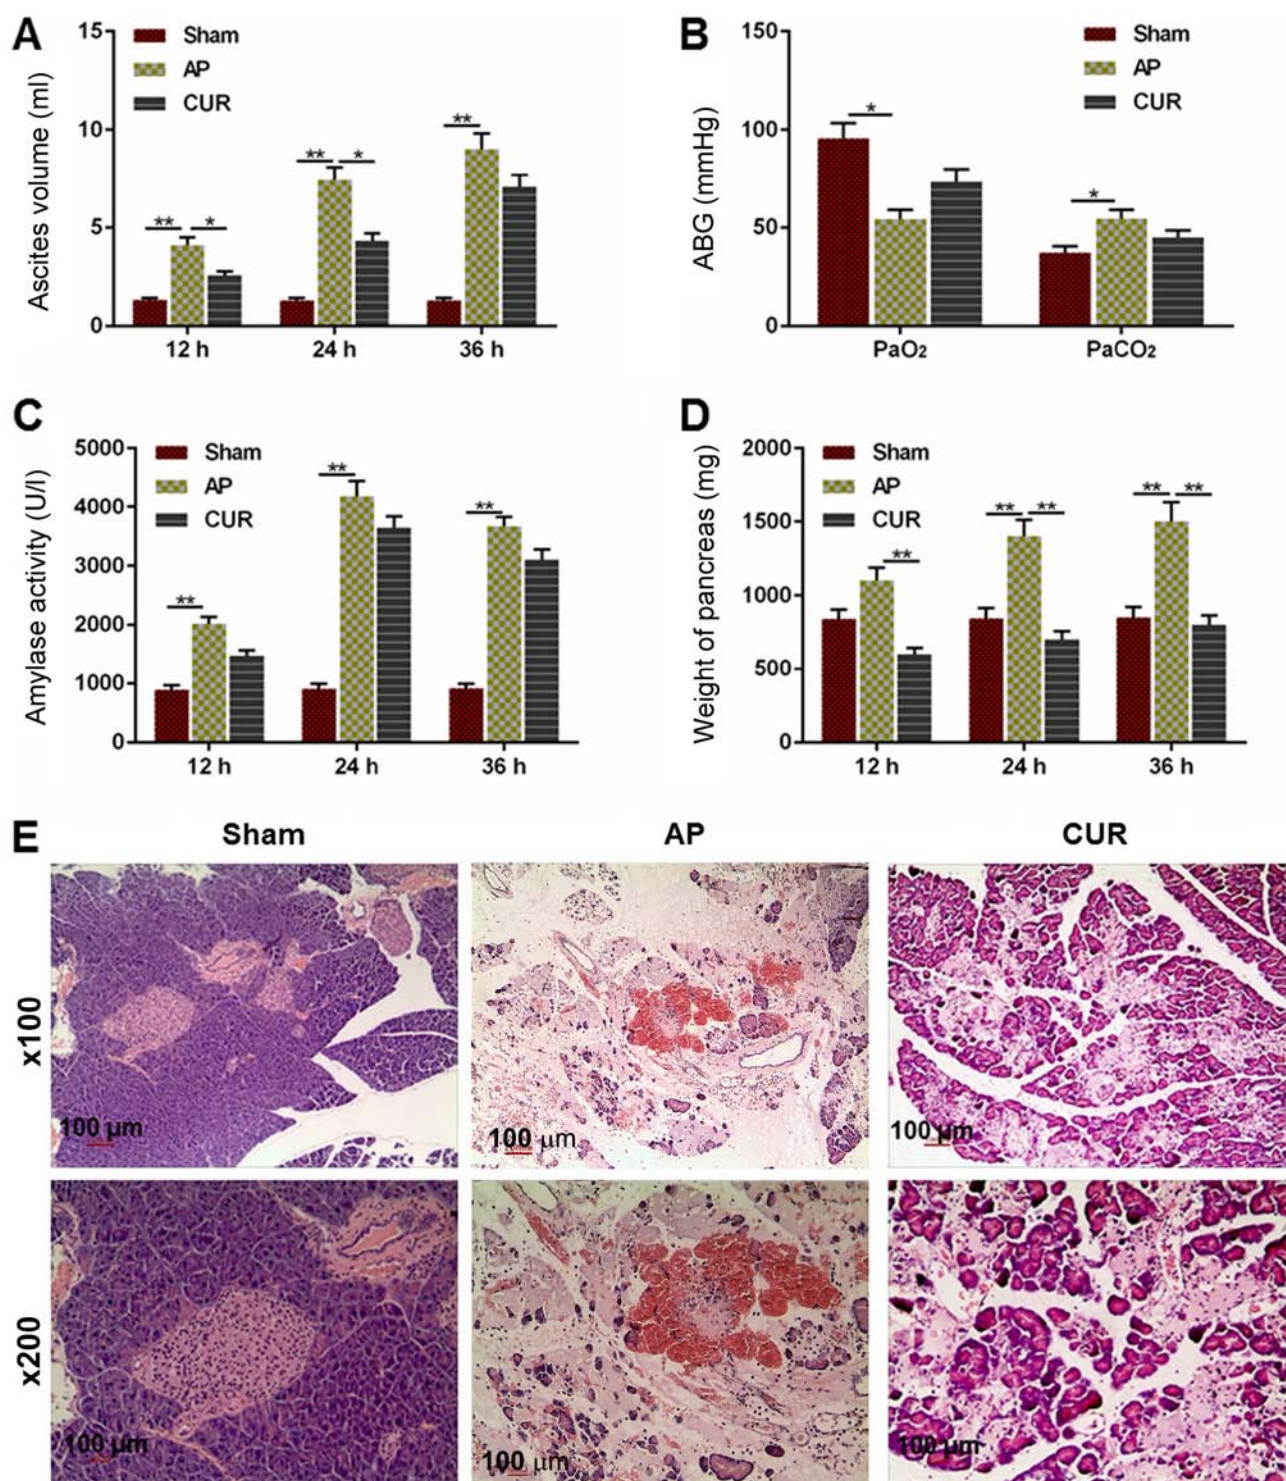 A
Ascites volume (ml)
15
10
5
0
Sham
AP
CUR
** *
** *
**
12 h 24 h 36 h
B
ABG (mmHg)
150
100
50
0
Sham
AP
CUR
*
*
PaO2 PaCO2
C
Amylase activity (U/l)
5000
4000
3000
2000
1000
0
Sham
AP
CUR
**
**
**
12 h 24 h 36 h
D
Weight of pancreas (mg)
2000
1500
1000
500
0
Sham
AP
CUR
**
** **
** **
12 h 24 h 36 h
E
Sham AP CUR
x100
100 µm 100 µm 100 µm
x200
100 µm 100 µm 100 µm